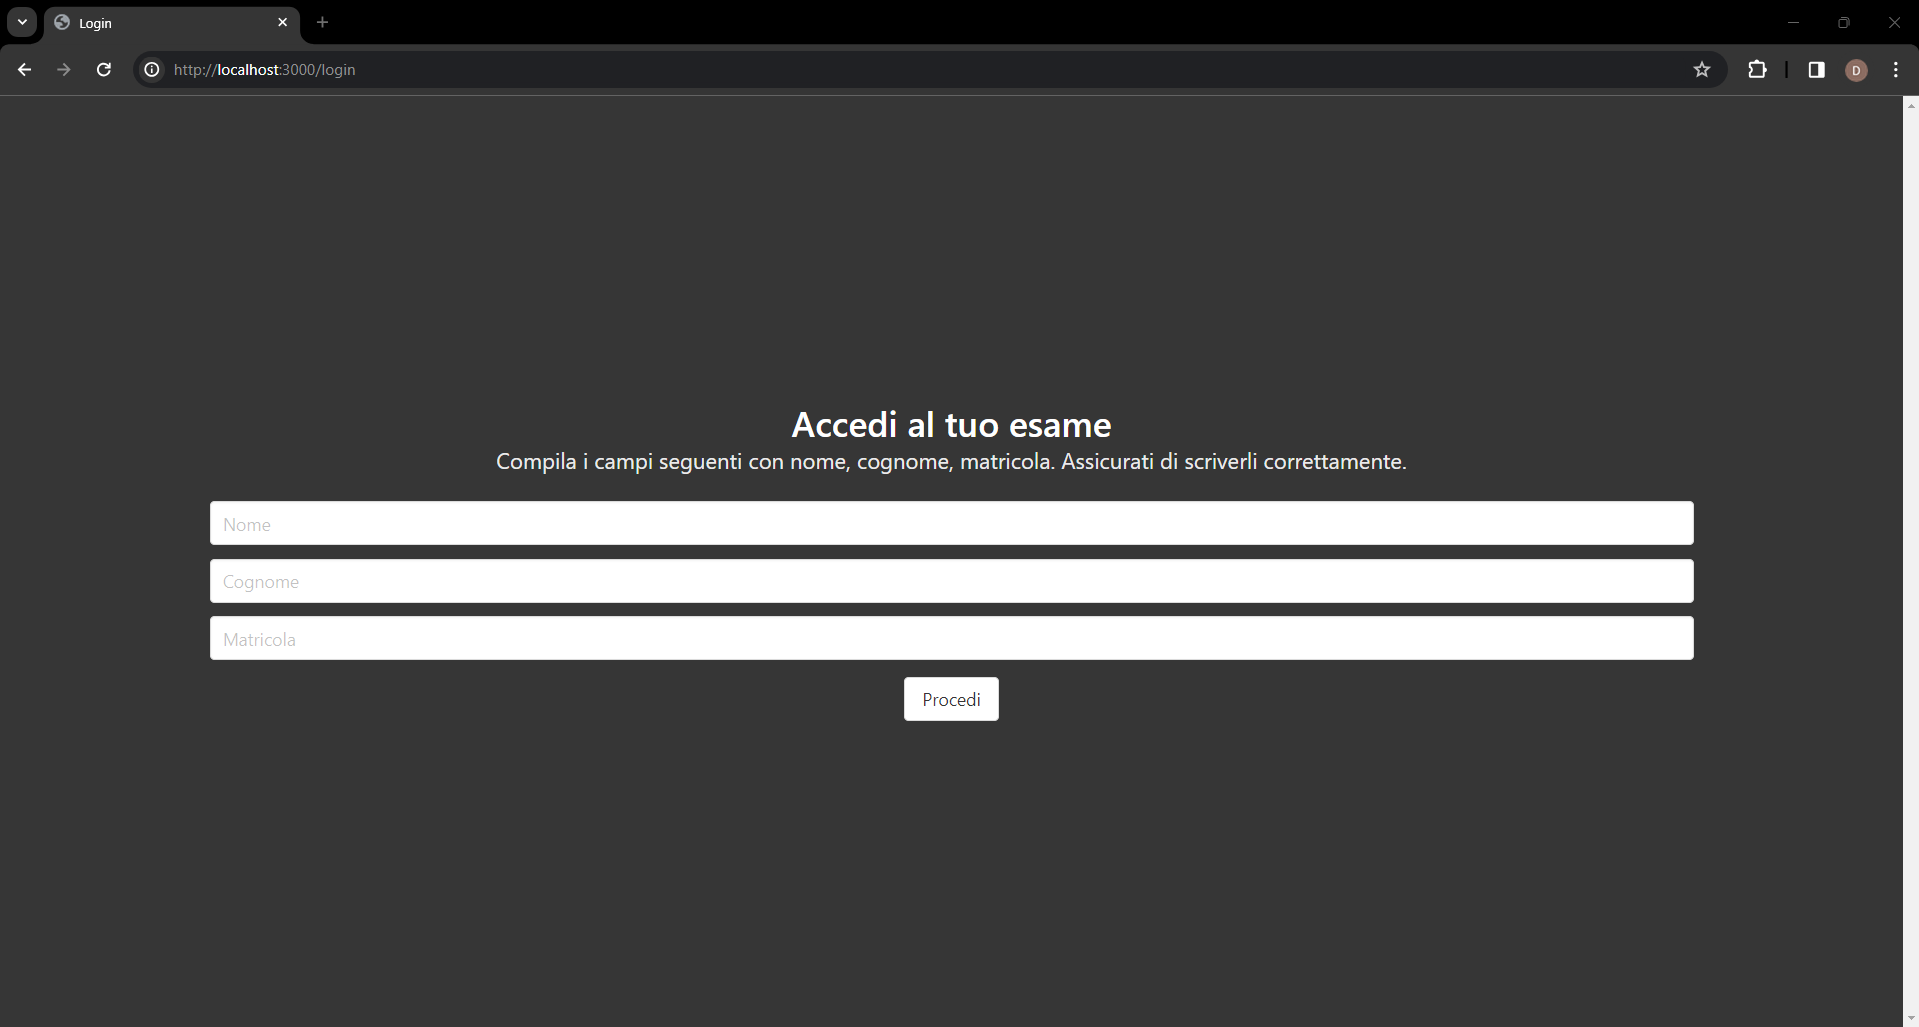 Login
http://localhost:3000/login
D
Accedi al tuo esame
Compila i campi seguenti con nome, cognome, matricola. Assicurati di scriverli correttamente.
Nome
Cognome
Matricola
Procedi